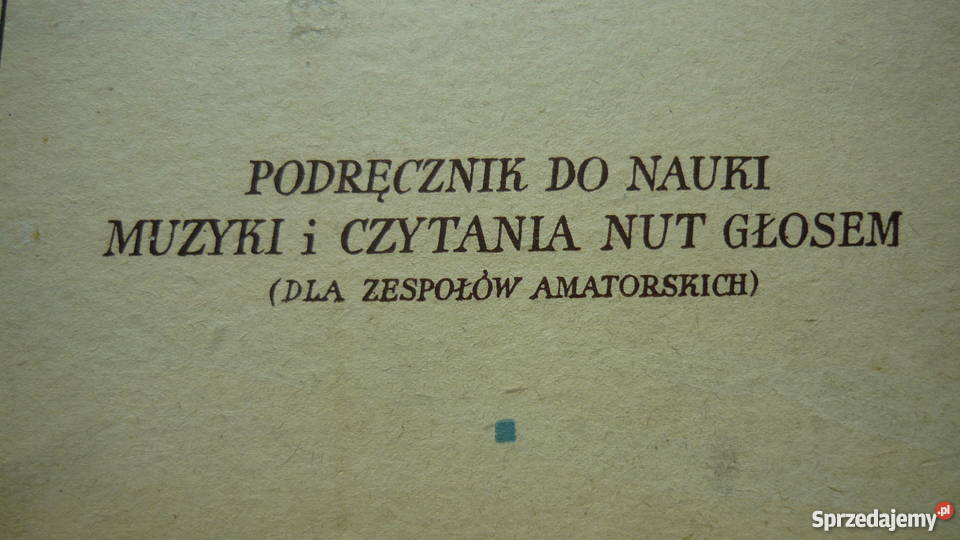 PODRĘCZNIK DO NAUKI
MUZYKI i CZYTANIA NUT GŁOSEM
(DLA ZESPOŁÓW AMATORSKICH)
Sprzedajemy.pl